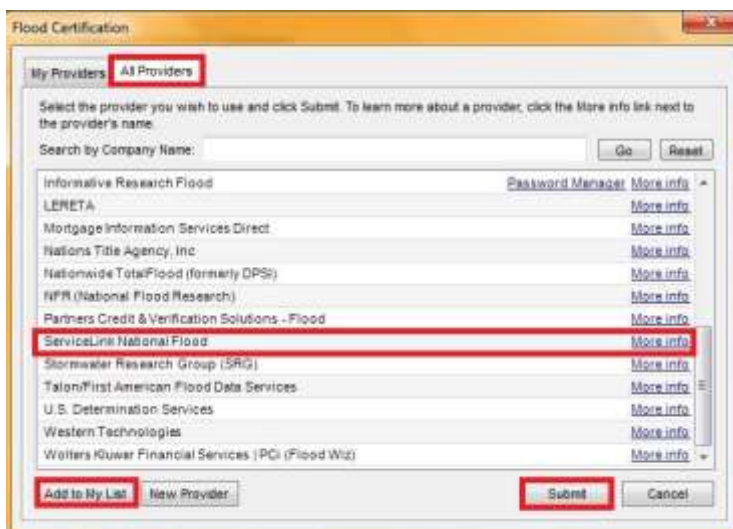 Flood Certification
My Providers All Providers
Select the provider you wish to use and click Submit. To learn more about a provider, click the More info link next to
the provider's name.
Search by Company Name: Go Reset
Informative Research Flood Password Manager More info
LERETA More info
Mortgage Information Services Direct More info
Nations Title Agency, Inc More info
Nationwide TotalFlood (formerly DPSI) More info
NFR (National Flood Research) More info
Partners Credit & Verification Solutions - Flood More info
ServiceLink National Flood More info
Stormwater Research Group (SRG) More info
Talon/First American Flood Data Services More info
U.S. Determination Services More info
Western Technologies More info
Wolters Kluwer Financial Services | PCi (Flood Wiz) More info
Add to My List New Provider Submit Cancel